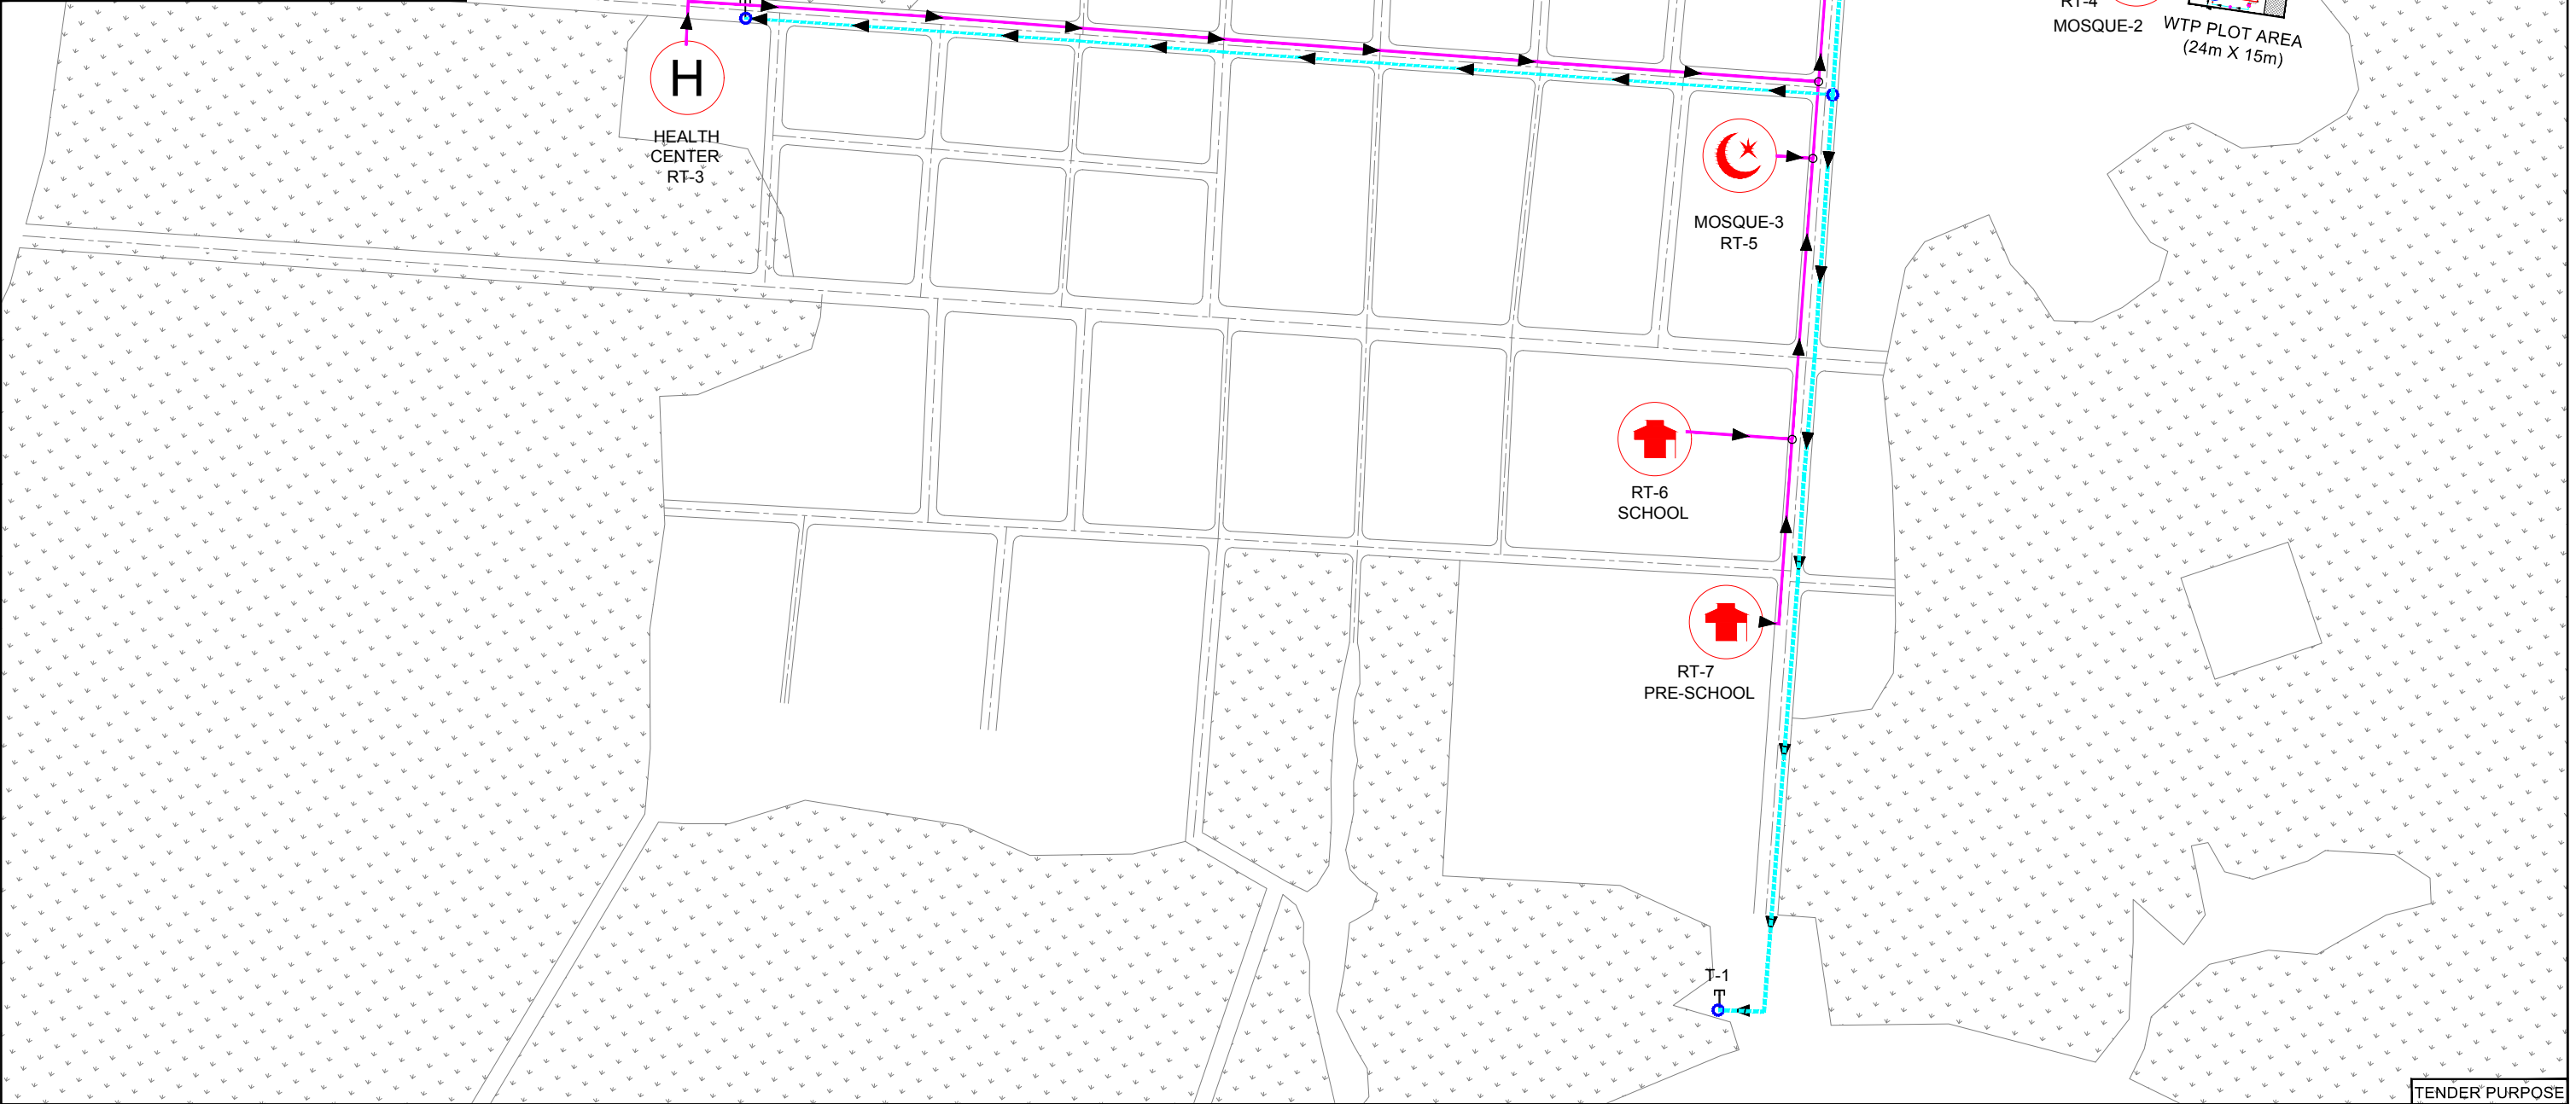 RT-4
MOSQUE-2
WTP PLOT AREA
(24m X 15m)
H
HEALTH
CENTER
RT-3
MOSQUE-3
RT-5
RT-6
SCHOOL
RT-7
PRE-SCHOOL
T-1
T
TENDER PURPOSE